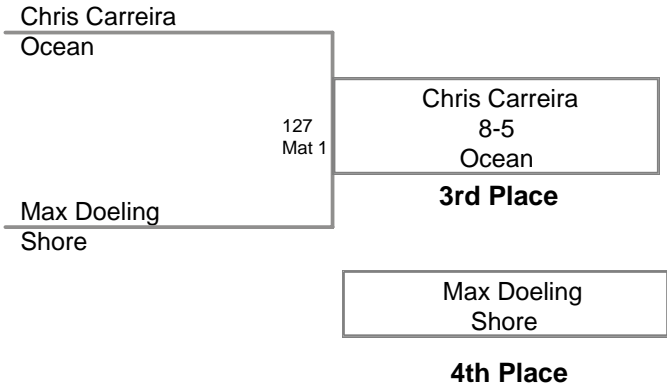 Chris Carreira
Ocean
Chris Carreira
8-5
Ocean
127
Mat 1
3rd Place
Max Doeling
Shore
Max Doeling
Shore
4th Place